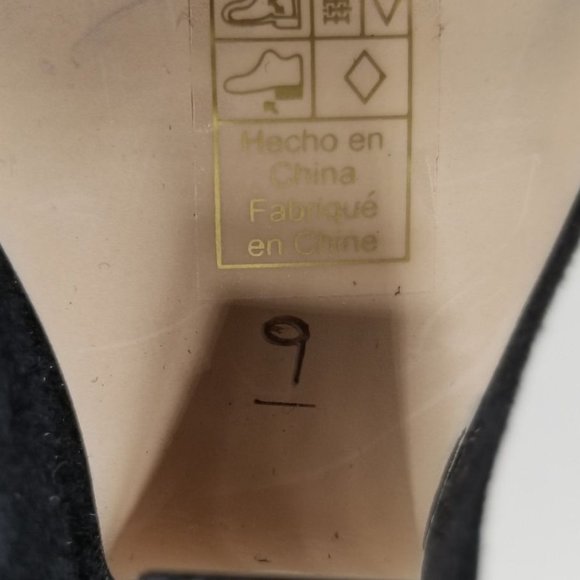 Hecho en
China
Fabriqué
en Chine
9